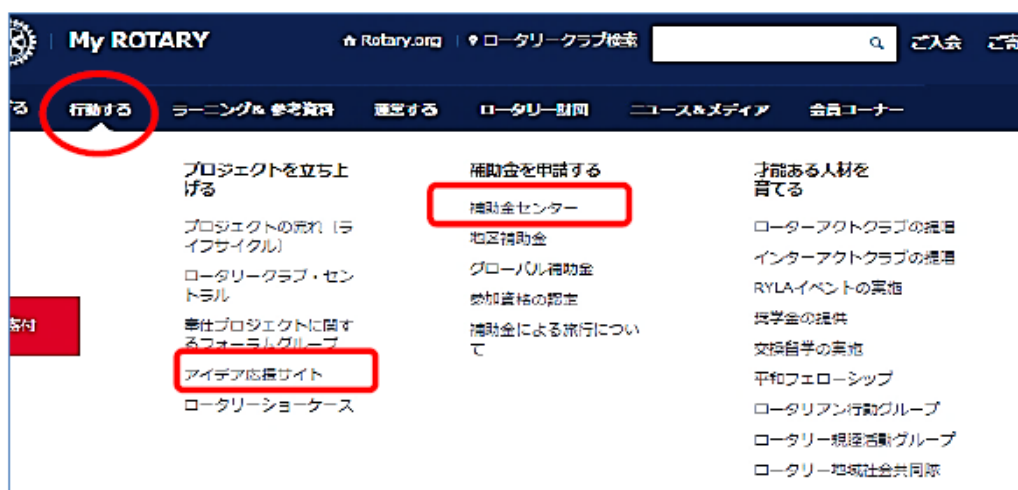 My ROTARY
Rotary.org
ロータリークラブ検索
ご入会
ご寄
る
行動する
ラーニング& 参考資料
運営する
ロータリー財団
ニュース&メディア
会員コーナー
プロジェクトを立ち上
げる
プロジェクトの流れ（ラ
イフサイクル）
ロータリークラブ・セン
トラル
奉仕プロジェクトに関す
るフォーラムグループ
アイデア応援サイト
ロータリーショーケース
補助金を申請する
補助金センター
地区補助金
グローバル補助金
参加資格の認定
補助金による旅行につい
て
才能ある人材を
育てる
ローターアクトクラブの提唱
インターアクトクラブの提唱
RYLAイベントの実施
奨学金の提供
交換留学の実施
平和フェローシップ
ロータリアン行動グループ
ロータリー親睦活動グループ
ロータリー地域社会共同隊
寄付